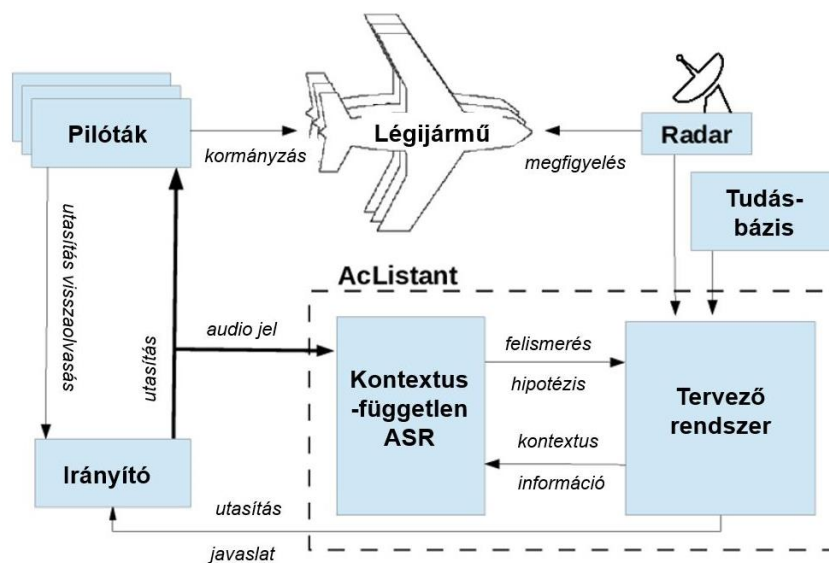 Pilóták
kormányzás
Légijármű
megfigyelés
Radar
Tudás-
bázis
utasítás visszaolvasás
utasítás
audio jel
AcListant
Kontextus
-független
ASR
felismerés
hipotézis
kontextus
információ
Tervező
rendszer
Irányító
utasítás
javaslat